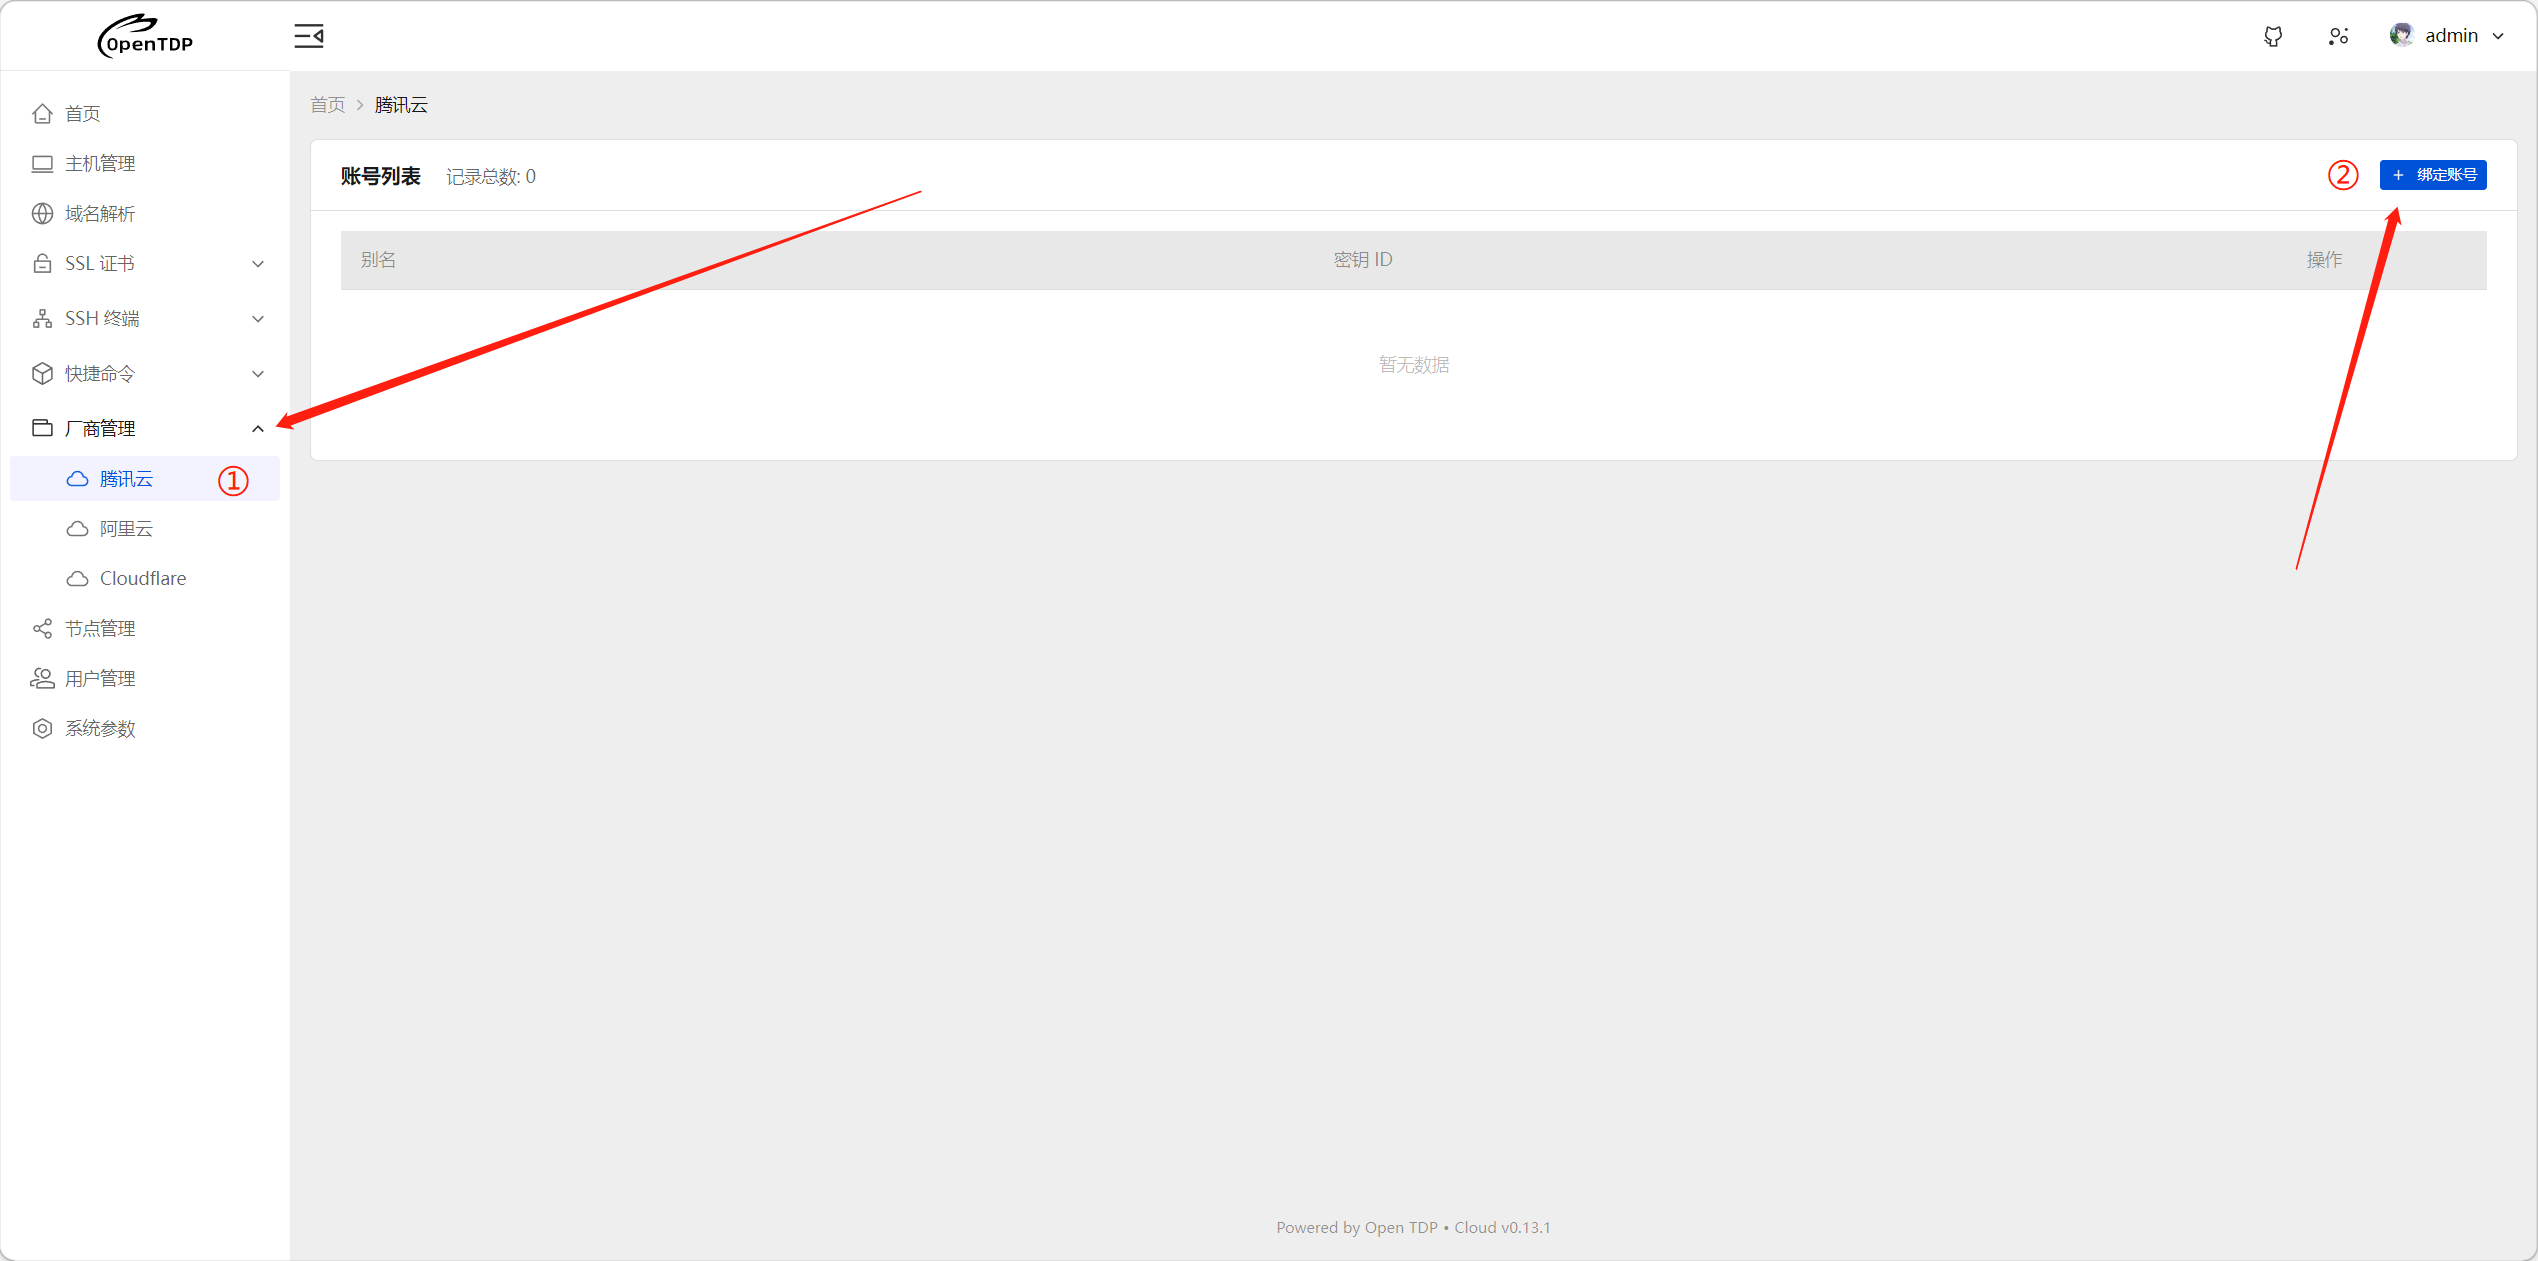 OpenTDP
admin
首页
主机管理
域名解析
SSL 证书
SSH 终端
快捷命令
厂商管理
腾讯云 ①
阿里云
Cloudflare
节点管理
用户管理
系统参数
首页 > 腾讯云
账号列表 记录总数: 0
② + 绑定账号
别名 密钥 ID 操作
暂无数据
Powered by Open TDP • Cloud v0.13.1